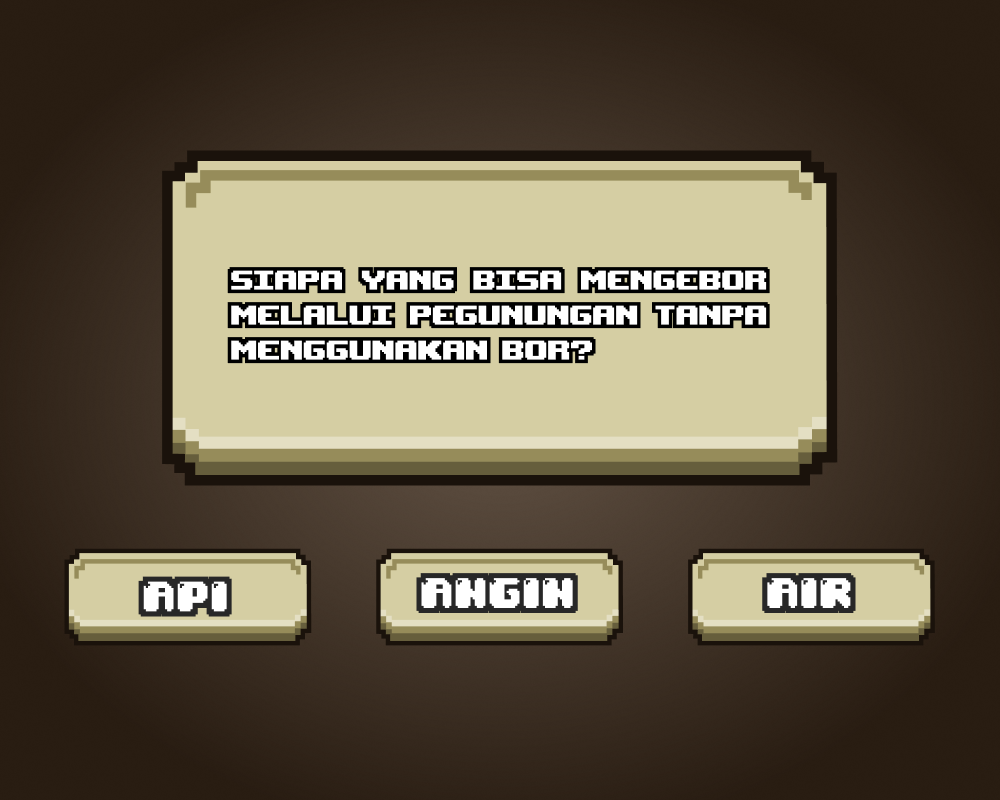 SIAPA YANG BISA MENGEBOR
MELALUI PEGUNUNGAN TANPA
MENGGUNAKAN BOR?
API
ANGIN
AIR